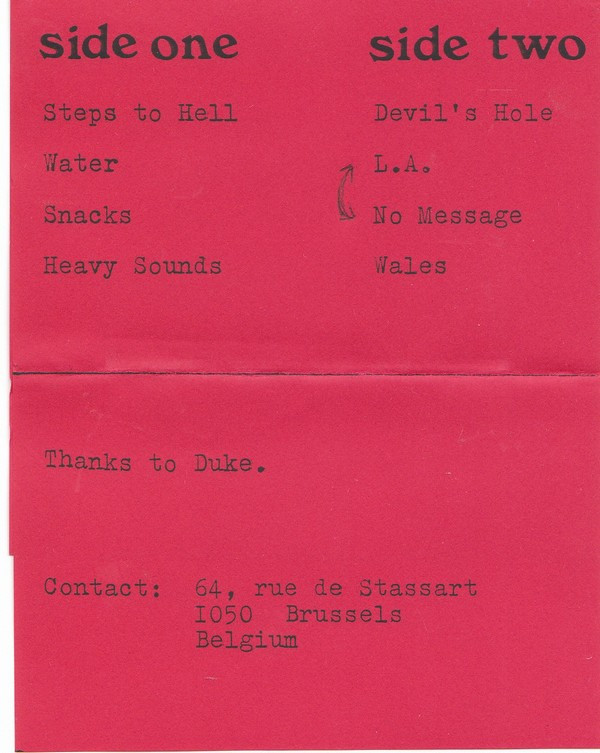 side one
Steps to Hell
Water
Snacks
Heavy Sounds
side two
Devil's Hole
L.A.
No Message
Wales
Thanks to Duke.
Contact: 64, rue de Stassart
I050 Brussels
Belgium